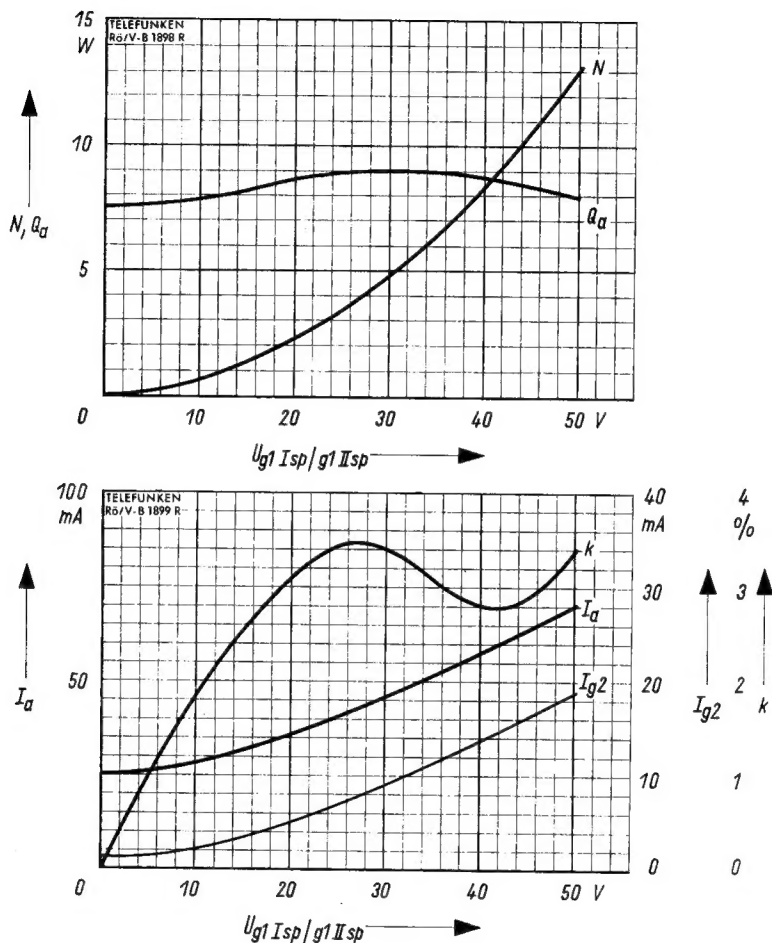 15
W
TELEFUNKEN
Rö/V-B 1898 R
N
10
N, Qa
Qa
5
0
0 10 20 30 40 50 V
Ug1 Isp/g1 IIsp
100
mA
TELEFUNKEN
Rö/V-B 1899 R
40
mA
4
%
k
30
3
Ia
Ia
50
Ig2
20
2
Ig2
k
10
1
0
0
0 10 20 30 40 50 V
Ug1 Isp/g1 IIsp